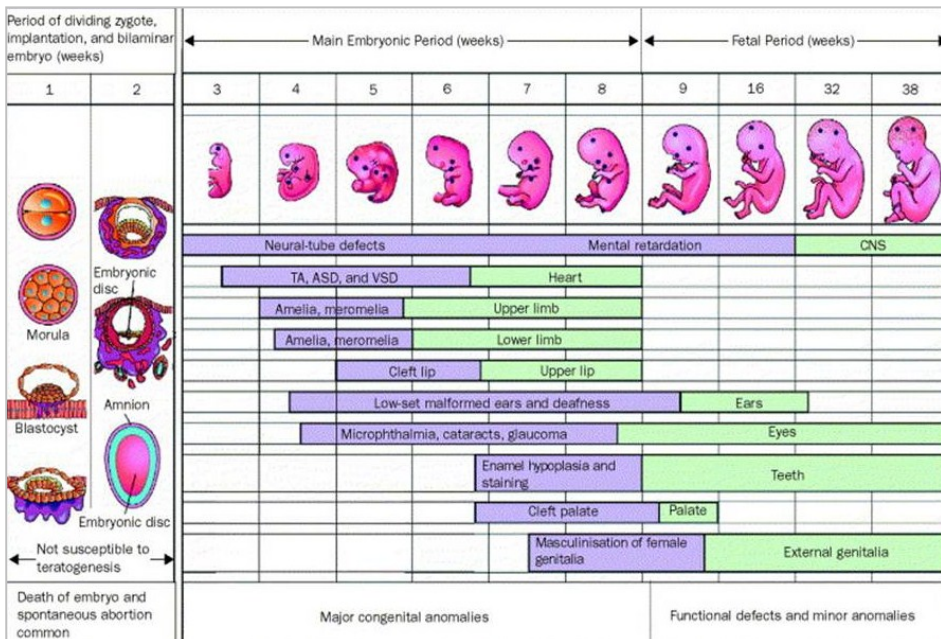 Period of dividing zygote,
implantation, and bilaminar
embryo (weeks)
Main Embryonic Period (weeks)
Fetal Period (weeks)
1
2
3
4
5
6
7
8
9
16
32
38
Embryonic
disc
Morula
Blastocyst
Amnion
Embryonic disc
Not susceptible to
teratogenesis
Death of embryo and
spontaneous abortion
common
Neural-tube defects
Mental retardation
CNS
TA, ASD, and VSD
Heart
Amelia, meromelia
Upper limb
Amelia, meromelia
Lower limb
Cleft lip
Upper lip
Low-set malformed ears and deafness
Ears
Microphthalmia, cataracts, glaucoma
Eyes
Enamel hypoplasia and
staining
Teeth
Cleft palate
Palate
Masculinisation of female
genitalia
External genitalia
Major congenital anomalies
Functional defects and minor anomalies